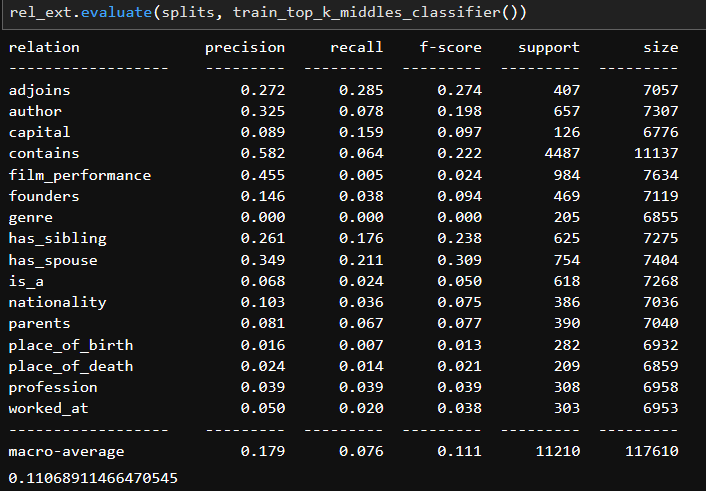 rel_ext.evaluate(splits, train_top_k_middles_classifier())
relation precision recall f-score support size
------------------ --------- --------- --------- --------- ---------
adjoins 0.272 0.285 0.274 407 7057
author 0.325 0.078 0.198 657 7307
capital 0.089 0.159 0.097 126 6776
contains 0.582 0.064 0.222 4487 11137
film_performance 0.455 0.005 0.024 984 7634
founders 0.146 0.038 0.094 469 7119
genre 0.000 0.000 0.000 205 6855
has_sibling 0.261 0.176 0.238 625 7275
has_spouse 0.349 0.211 0.309 754 7404
is_a 0.068 0.024 0.050 618 7268
nationality 0.103 0.036 0.075 386 7036
parents 0.081 0.067 0.077 390 7040
place_of_birth 0.016 0.007 0.013 282 6932
place_of_death 0.024 0.014 0.021 209 6859
profession 0.039 0.039 0.039 308 6958
worked_at 0.050 0.020 0.038 303 6953
------------------ --------- --------- --------- --------- ---------
macro-average 0.179 0.076 0.111 11210 117610
0.11068911466470545